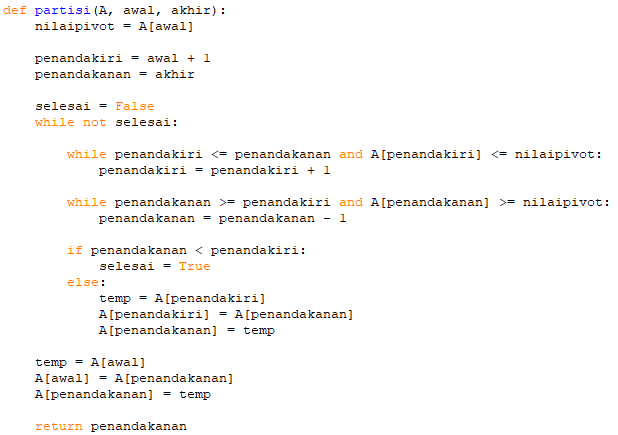 def partisi(A, awal, akhir):
    nilaipivot = A[awal]

    penandakiri = awal + 1
    penandakanan = akhir

    selesai = False
    while not selesai:

        while penandakiri <= penandakanan and A[penandakiri] <= nilaipivot:
            penandakiri = penandakiri + 1

        while penandakanan >= penandakiri and A[penandakanan] >= nilaipivot:
            penandakanan = penandakanan - 1

        if penandakanan < penandakiri:
            selesai = True
        else:
            temp = A[penandakiri]
            A[penandakiri] = A[penandakanan]
            A[penandakanan] = temp

    temp = A[awal]
    A[awal] = A[penandakanan]
    A[penandakanan] = temp

    return penandakanan